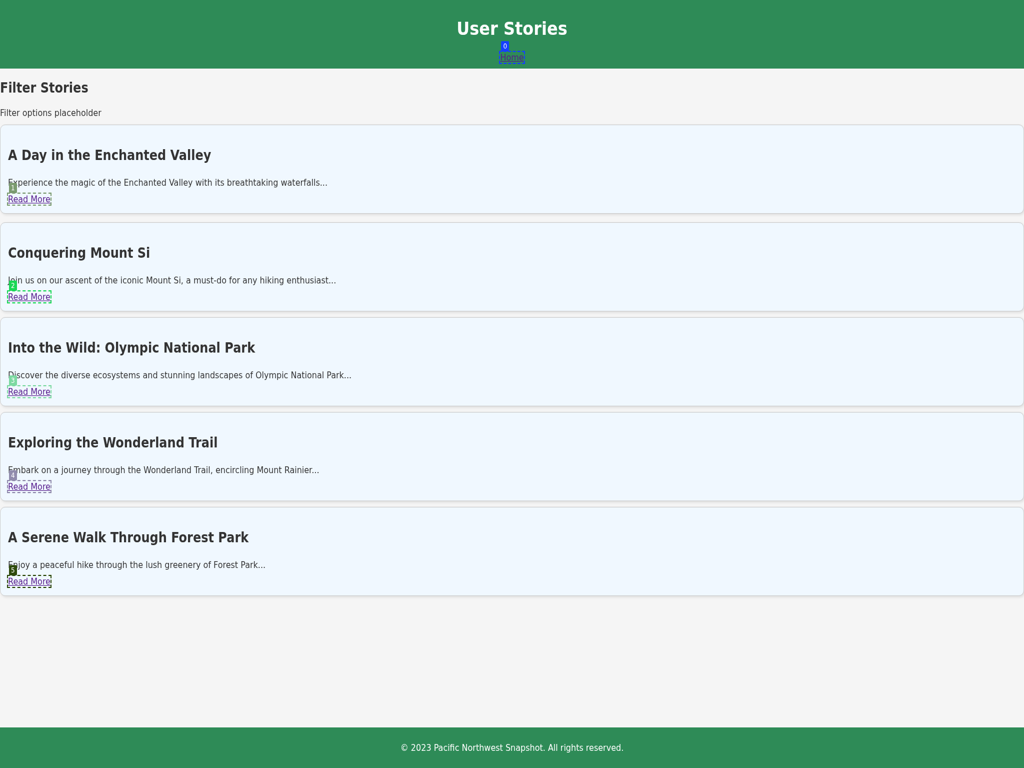 User Stories
0
Home
Filter Stories
Filter options placeholder
A Day in the Enchanted Valley
Experience the magic of the Enchanted Valley with its breathtaking waterfalls...
1
Read More
Conquering Mount Si
Join us on our ascent of the iconic Mount Si, a must-do for any hiking enthusiast...
2
Read More
Into the Wild: Olympic National Park
Discover the diverse ecosystems and stunning landscapes of Olympic National Park...
3
Read More
Exploring the Wonderland Trail
Embark on a journey through the Wonderland Trail, encircling Mount Rainier...
4
Read More
A Serene Walk Through Forest Park
Enjoy a peaceful hike through the lush greenery of Forest Park...
5
Read More
© 2023 Pacific Northwest Snapshot. All rights reserved.